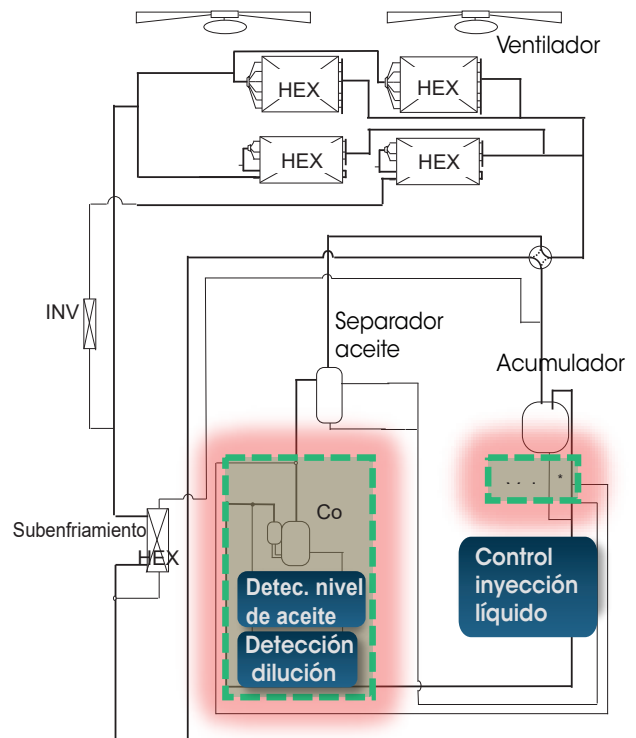 Ventilador
HEX
HEX
HEX
HEX
INV
Separador
aceite
Acumulador
Subenfriamiento
HEX
Co
Detec. nivel
de aceite
Detección
dilución
. . .
*
Control
inyección
líquido